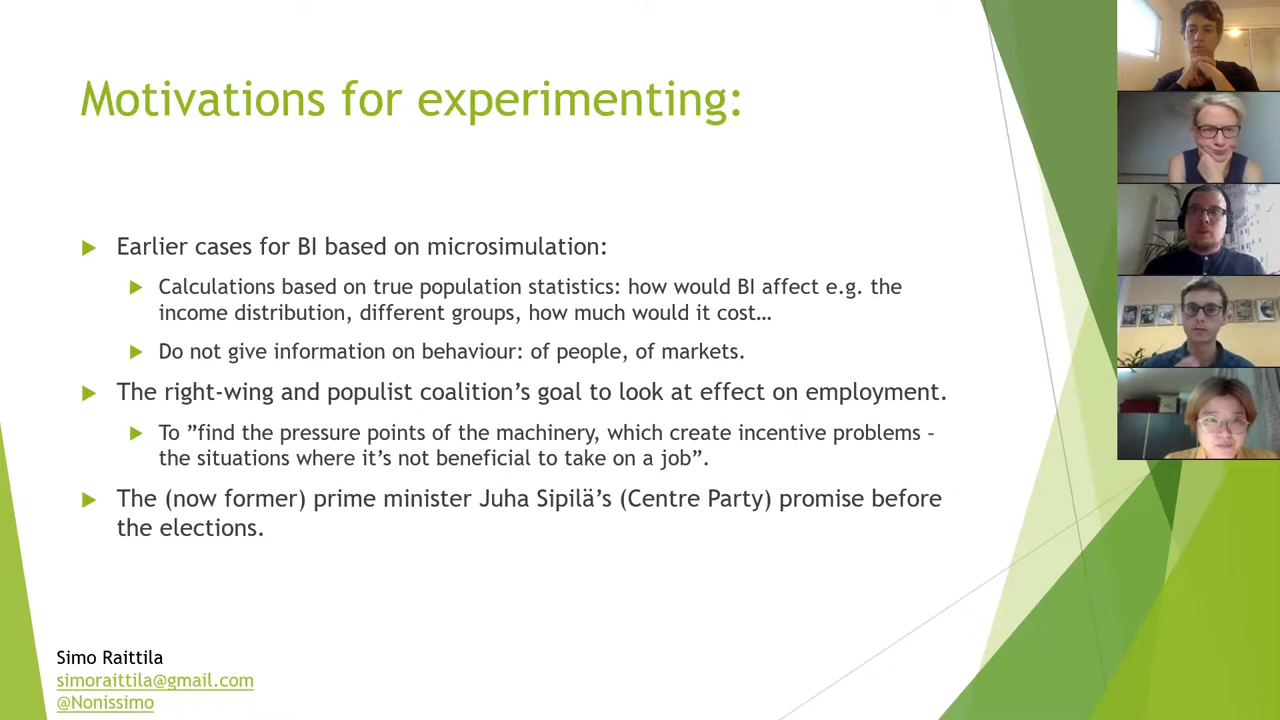 Motivations for experimenting:
Earlier cases for BI based on microsimulation:
Calculations based on true population statistics: how would BI affect e.g. the
income distribution, different groups, how much would it cost…
Do not give information on behaviour: of people, of markets.
The right-wing and populist coalition’s goal to look at effect on employment.
To ”find the pressure points of the machinery, which create incentive problems –
the situations where it’s not beneficial to take on a job”.
The (now former) prime minister Juha Sipilä’s (Centre Party) promise before
the elections.
Simo Raittila
simoraittila@gmail.com
@Nonissimo